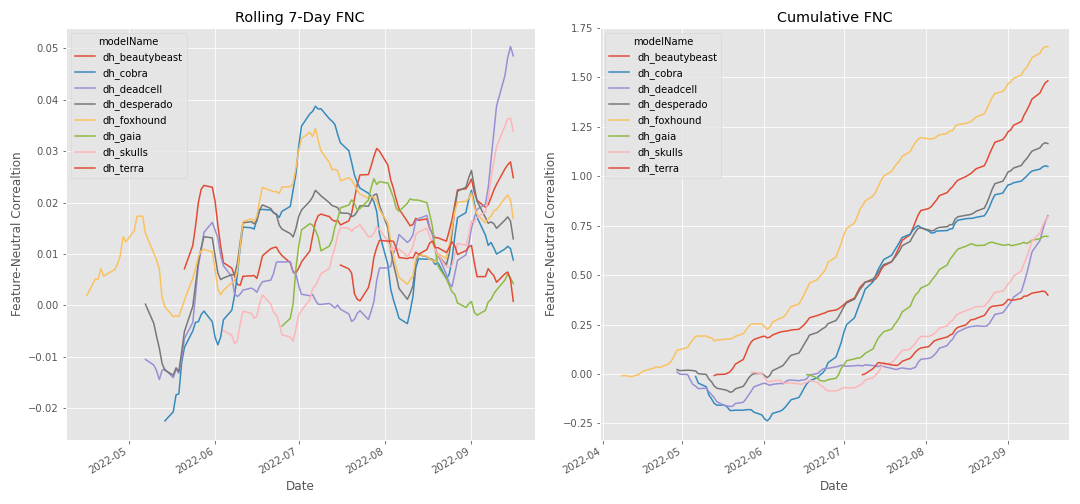 Rolling 7-Day FNC
Feature-Neutral Correaltion
0.05
0.04
0.03
0.02
0.01
0.00
−0.01
−0.02
modelName
dh_beautybeast
dh_cobra
dh_deadcell
dh_desperado
dh_foxhound
dh_gaia
dh_skulls
dh_terra
2022-05
2022-06
2022-07
2022-08
2022-09
Date
Cumulative FNC
Feature-Neutral Correaltion
1.75
1.50
1.25
1.00
0.75
0.50
0.25
0.00
−0.25
modelName
dh_beautybeast
dh_cobra
dh_deadcell
dh_desperado
dh_foxhound
dh_gaia
dh_skulls
dh_terra
2022-04
2022-05
2022-06
2022-07
2022-08
2022-09
Date